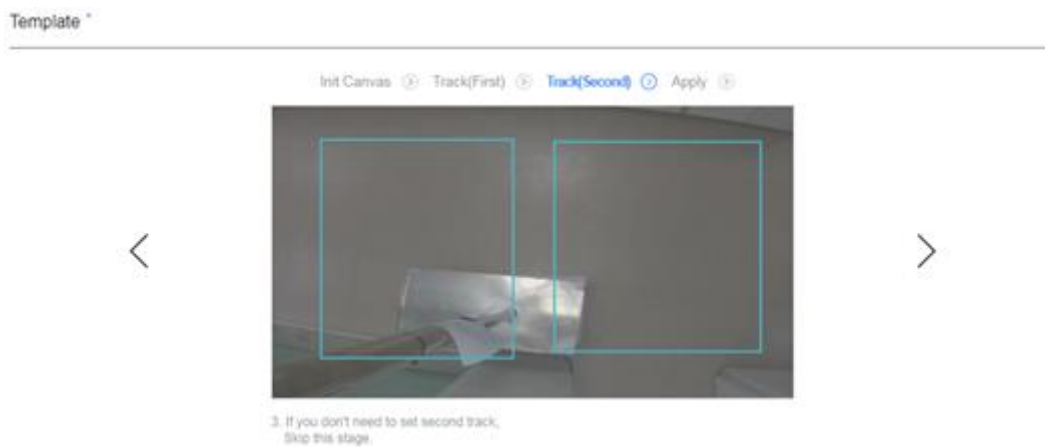 Template *
Init Canvas Track(First) Track(Second) Apply
3. If you don't need to set second track,
Skip this stage.